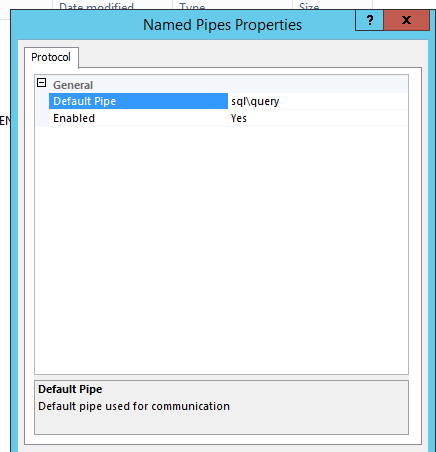 Date modified Type Size
Named Pipes Properties
? x
Protocol
General
Default Pipe sql\query
Enabled Yes
EN
Default Pipe
Default pipe used for communication